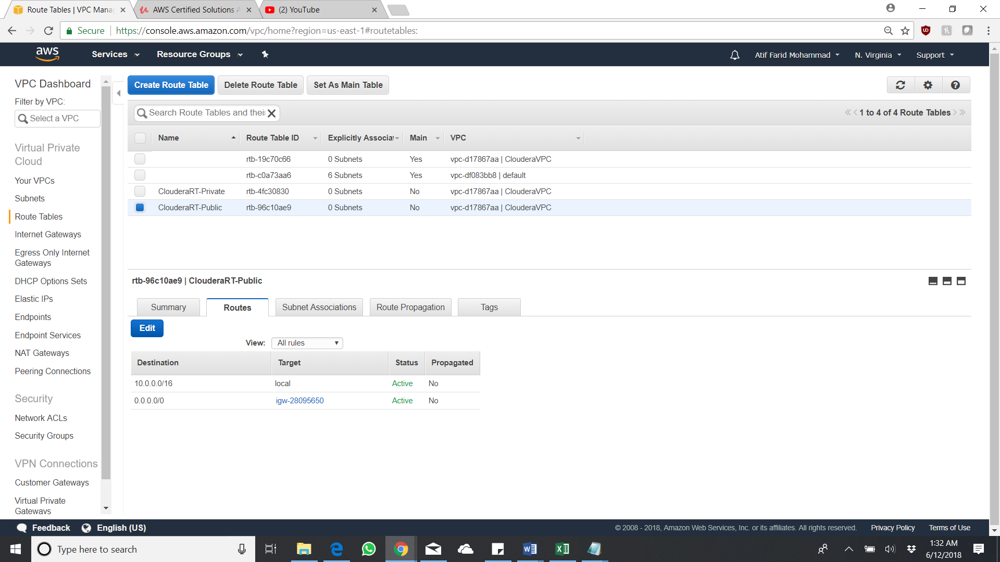 Route Tables | VPC Mana
AWS Certified Solutions A
(2) YouTube
Secure
https://console.aws.amazon.com/vpc/home?region=us-east-1#routetables:
aws
Services
Resource Groups
Atif Farid Mohammad
N. Virginia
Support
VPC Dashboard
Filter by VPC:
Select a VPC
Virtual Private
Cloud
Your VPCs
Subnets
Route Tables
Internet Gateways
Egress Only Internet
Gateways
DHCP Options Sets
Elastic IPs
Endpoints
Endpoint Services
NAT Gateways
Peering Connections
Security
Network ACLs
Security Groups
VPN Connections
Customer Gateways
Virtual Private
Gateways
Create Route Table
Delete Route Table
Set As Main Table
Search Route Tables and their
1 to 4 of 4 Route Tables
Name Route Table ID Explicitly Associat Main VPC
rtb-19c70c66 0 Subnets Yes vpc-d17867aa | ClouderaVPC
rtb-c0a73aa6 6 Subnets Yes vpc-df083bb8 | default
ClouderaRT-Private rtb-4fc30830 0 Subnets No vpc-d17867aa | ClouderaVPC
ClouderaRT-Public rtb-96c10ae9 0 Subnets No vpc-d17867aa | ClouderaVPC
rtb-96c10ae9 | ClouderaRT-Public
Summary Routes Subnet Associations Route Propagation Tags
Edit
View: All rules
Destination Target Status Propagated
10.0.0.0/16 local Active No
0.0.0.0/0 igw-28095650 Active No
Feedback
English (US)
© 2008 - 2018, Amazon Web Services, Inc. or its affiliates. All rights reserved.
Privacy Policy
Terms of Use
Type here to search
1:32 AM
6/12/2018